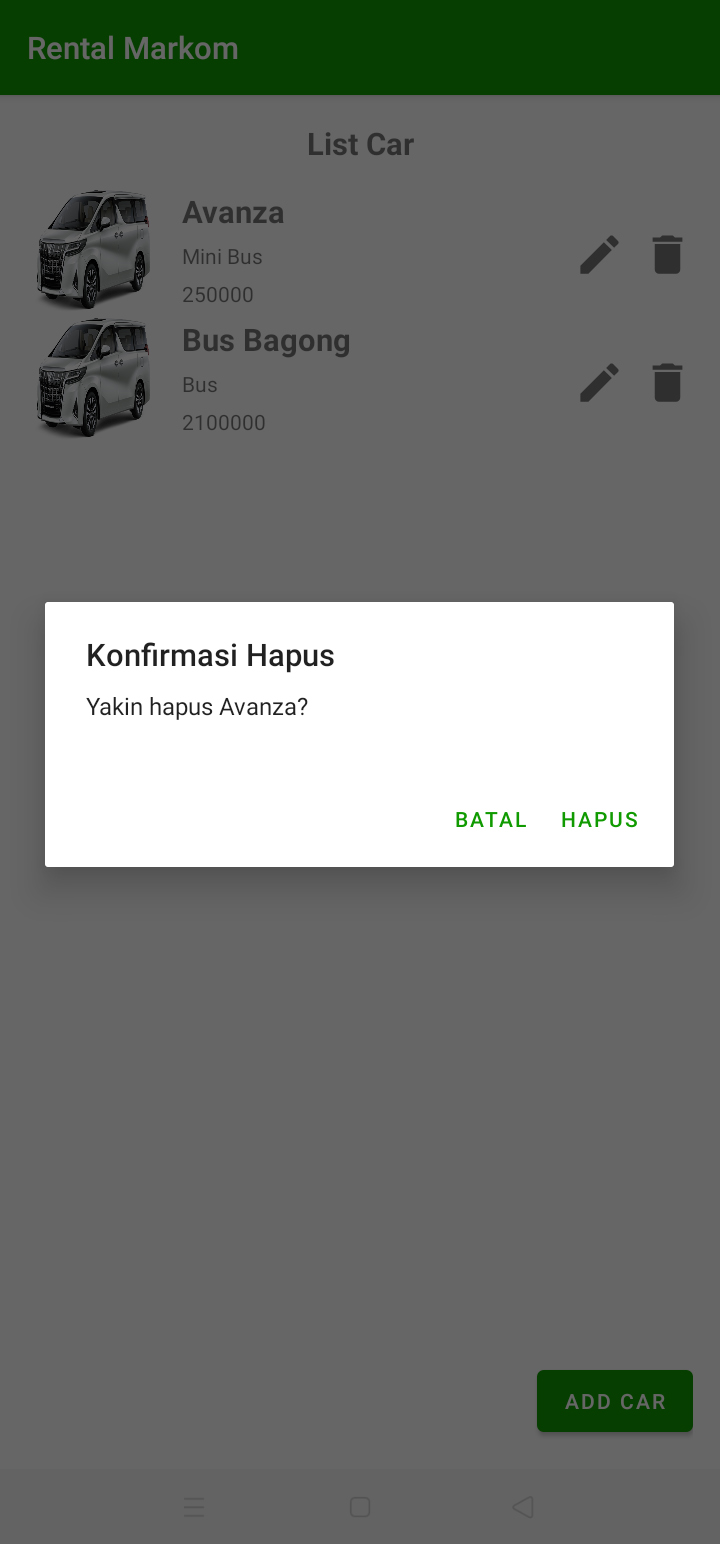 Rental Markom
List Car
Avanza
Mini Bus
250000
Bus Bagong
Bus
2100000
Konfirmasi Hapus
Yakin hapus Avanza?
BATAL HAPUS
ADD CAR